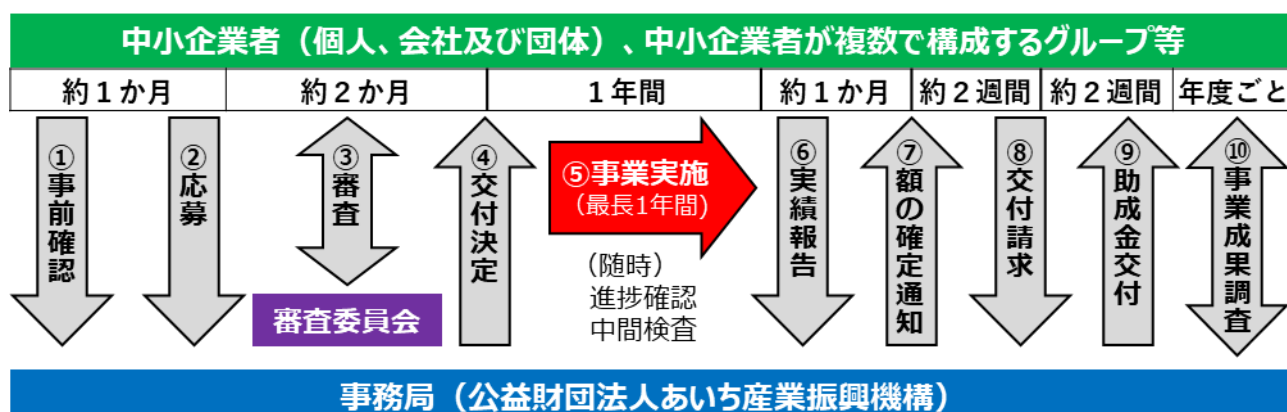 中小企業者（個人、会社及び団体）、中小企業者が複数で構成するグループ等
約１か月
約２か月
１年間
約１か月
約２週間
約２週間
年度ごと
①事前確認
②応募
③審査
審査委員会
④交付決定
⑤事業実施
（最長1年間）
（随時）
進捗確認
中間検査
⑥実績報告
⑦額の確定通知
⑧交付請求
⑨助成金交付
⑩事業成果調査
事務局（公益財団法人あいち産業振興機構）